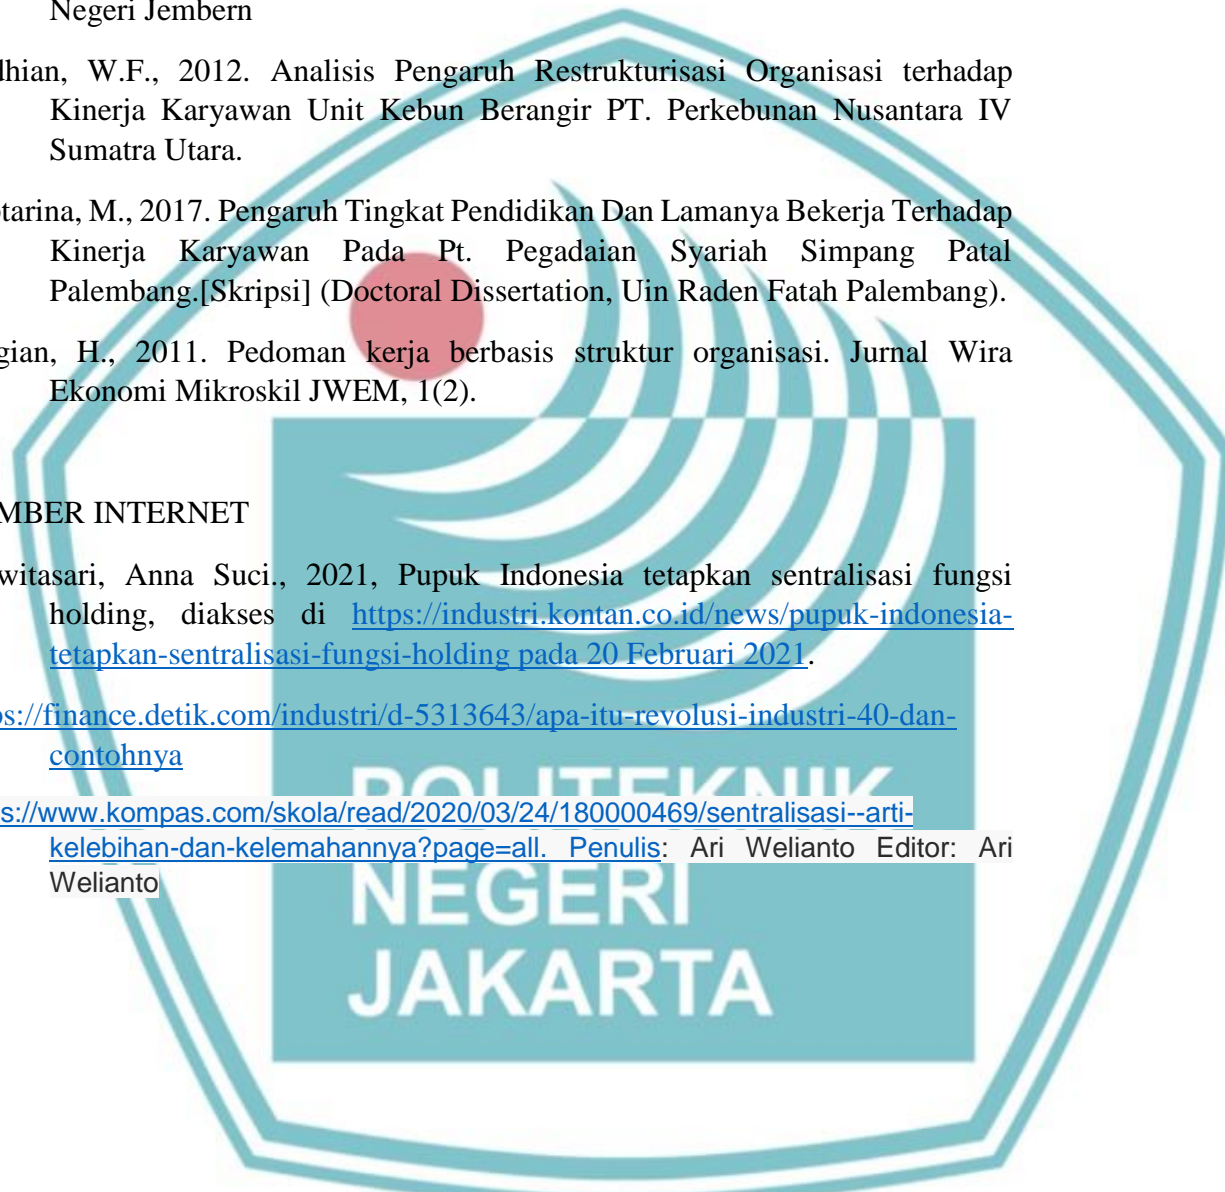 Negeri Jembern
dhian, W.F., 2012. Analisis Pengaruh Restrukturisasi Organisasi terhadap
Kinerja Karyawan Unit Kebun Berangir PT. Perkebunan Nusantara IV
Sumatra Utara.
tarina, M., 2017. Pengaruh Tingkat Pendidikan Dan Lamanya Bekerja Terhadap
Kinerja Karyawan Pada Pt. Pegadaian Syariah Simpang Patal
Palembang.[Skripsi] (Doctoral Dissertation, Uin Raden Fatah Palembang).
gian, H., 2011. Pedoman kerja berbasis struktur organisasi. Jurnal Wira
Ekonomi Mikroskil JWEM, 1(2).
MBER INTERNET
witasari, Anna Suci., 2021, Pupuk Indonesia tetapkan sentralisasi fungsi
holding, diakses di https://industri.kontan.co.id/news/pupuk-indonesia-
tetapkan-sentralisasi-fungsi-holding pada 20 Februari 2021.
ps://finance.detik.com/industri/d-5313643/apa-itu-revolusi-industri-40-dan-
contohnya
s://www.kompas.com/skola/read/2020/03/24/180000469/sentralisasi--arti-
kelebihan-dan-kelemahannya?page=all. Penulis: Ari Welianto Editor: Ari
Welianto
POLITEKNIK
NEGERI
JAKARTA